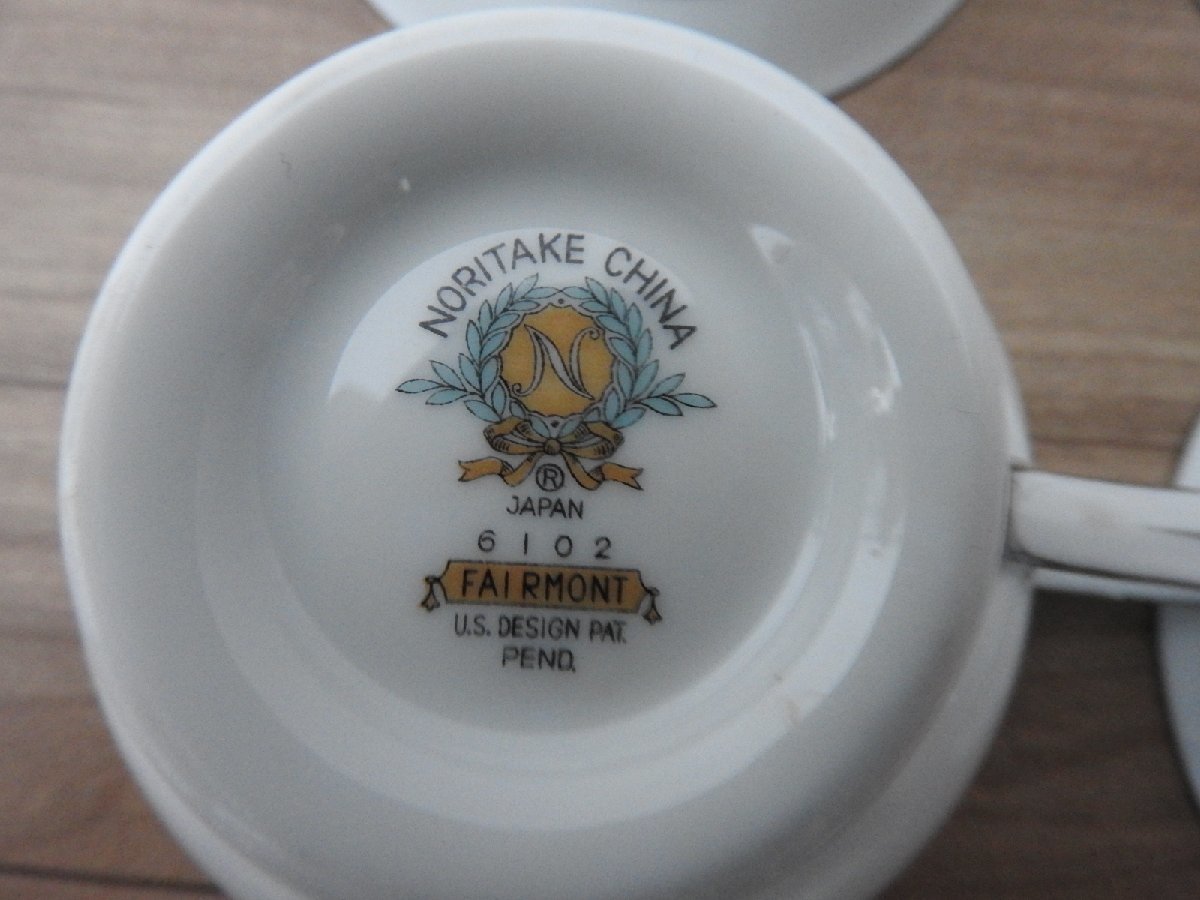 NORITAKE CHINA
N
®
JAPAN
6102
FAIRMONT
U.S. DESIGN PAT.
PEND.